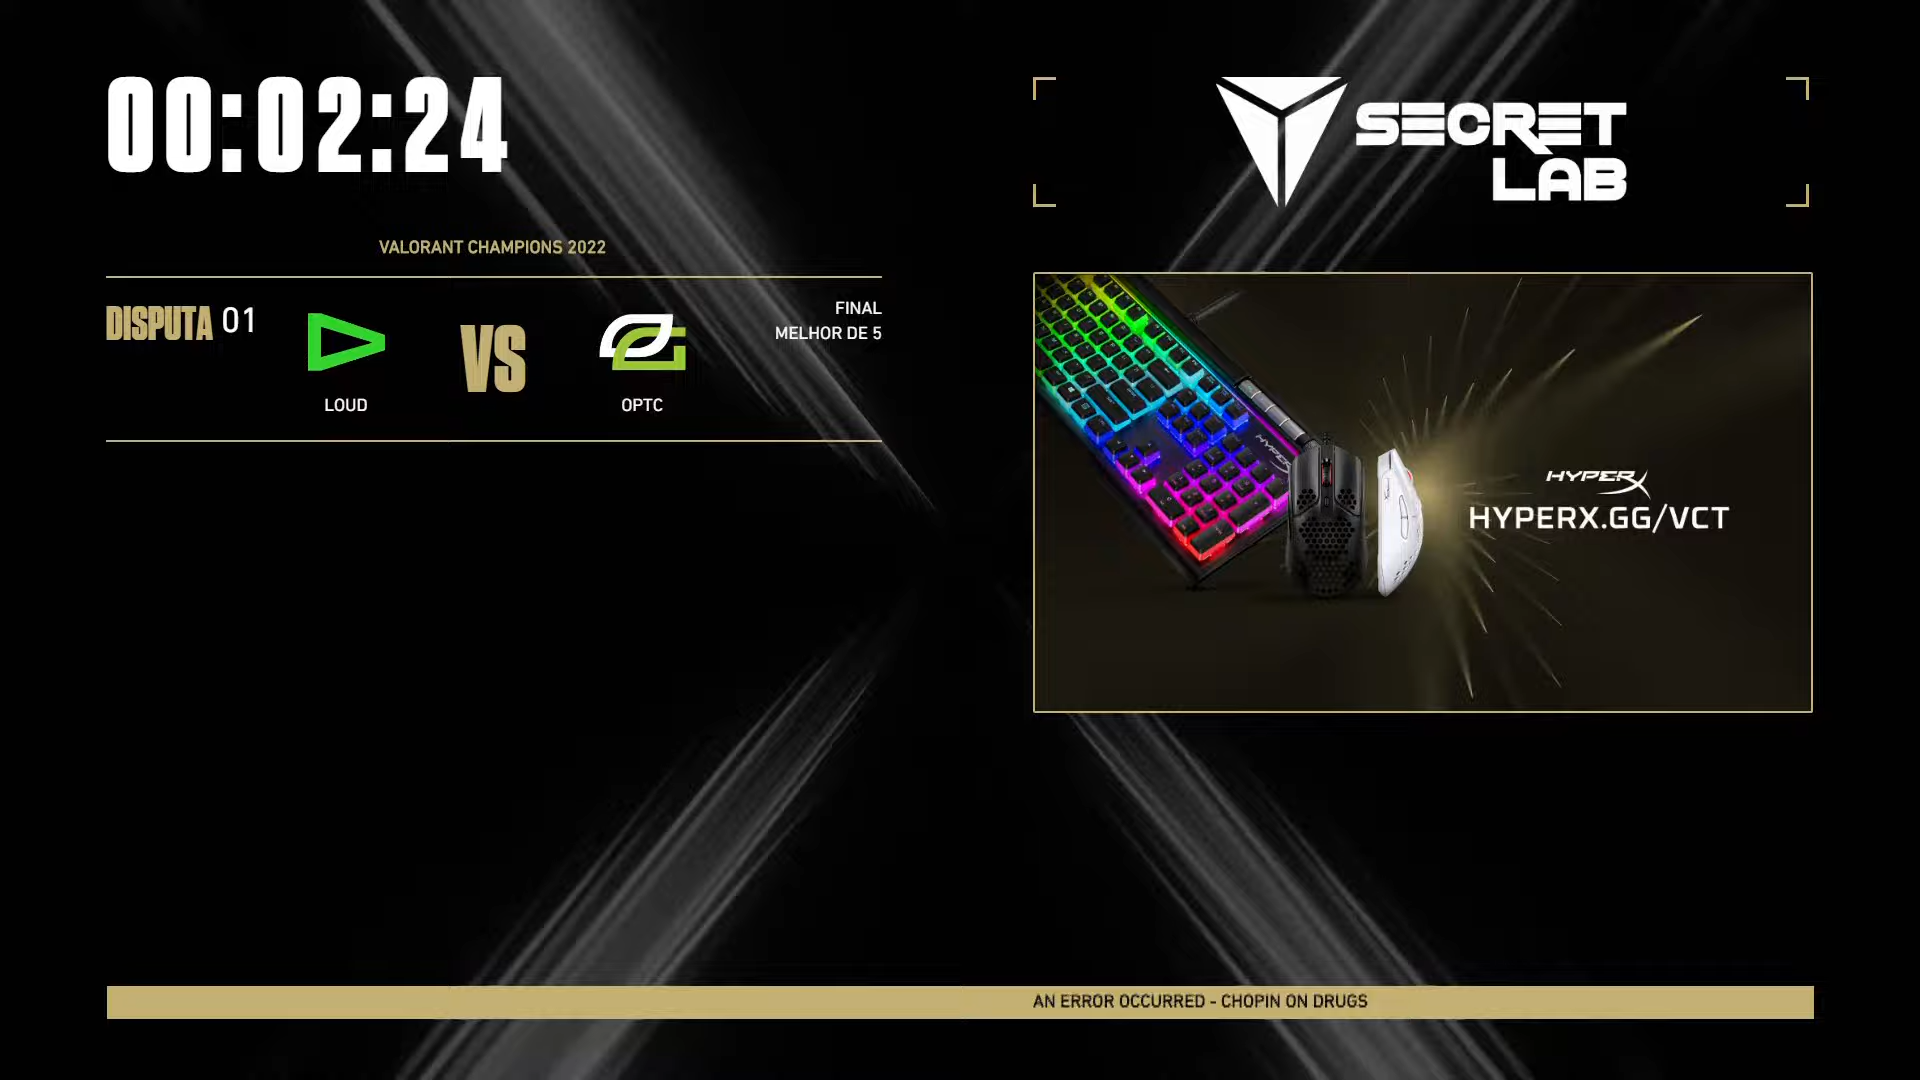 00:02:24
VALORANT CHAMPIONS 2022
DISPUTA 01
LOUD
VS
OPTC
FINAL
MELHOR DE 5
SECRET
LAB
HYPERX
HYPERX
HYPERX.GG/VCT
AN ERROR OCCURRED - CHOPIN ON DRUGS